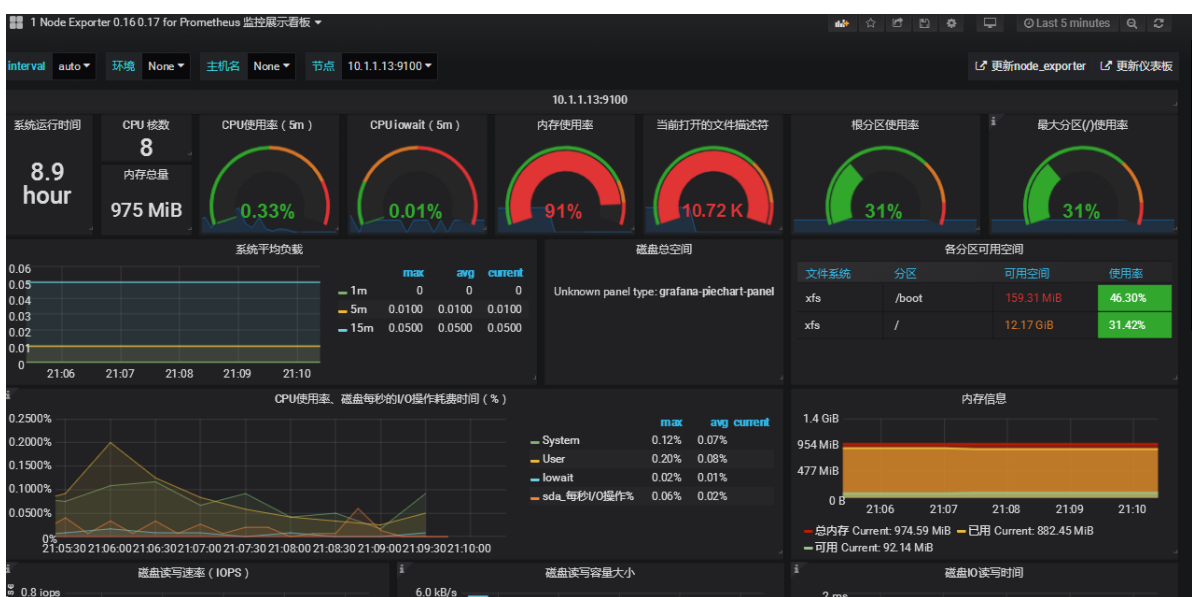 1 Node Exporter 0.16 0.17 for Prometheus 监控展示看板
Last 5 minutes
interval auto 环境 None 主机名 None 节点 10.1.1.13:9100
更新node_exporter 更新仪表板
10.1.1.13:9100
系统运行时间
8.9
hour
CPU 核数
8
内存总量
975 MiB
CPU使用率（5m）
0.33%
CPU iowait（5m）
0.01%
内存使用率
91%
当前打开的文件描述符
10.72 K
根分区使用率
31%
最大分区(/)使用率
31%
系统平均负载
0.06
0.05
0.04
0.03
0.02
0.01
0
21:06 21:07 21:08 21:09 21:10
max avg current
1m 0 0 0
5m 0.0100 0.0100 0.0100
15m 0.0500 0.0500 0.0500
磁盘总空间
Unknown panel type: grafana-piechart-panel
各分区可用空间
文件系统 分区 可用空间 使用率
xfs /boot 159.31 MiB 46.30%
xfs / 12.17 GiB 31.42%
CPU使用率、磁盘每秒的I/O操作耗费时间（%）
0.2500%
0.2000%
0.1500%
0.1000%
0.0500%
0%
21:05:30 21:06:00 21:06:30 21:07:00 21:07:30 21:08:00 21:08:30 21:09:00 21:09:30 21:10:00
max avg current
System 0.12% 0.07%
User 0.20% 0.08%
Iowait 0.02% 0.01%
sda_每秒I/O操作% 0.06% 0.02%
内存信息
1.4 GiB
954 MiB
477 MiB
0 B
21:06 21:07 21:08 21:09 21:10
总内存 Current: 974.59 MiB 已用 Current: 882.45 MiB
可用 Current: 92.14 MiB
磁盘读写速率（IOPS）
0.8 iops
磁盘读写容量大小
6.0 kB/s
磁盘IO读写时间
2 ms